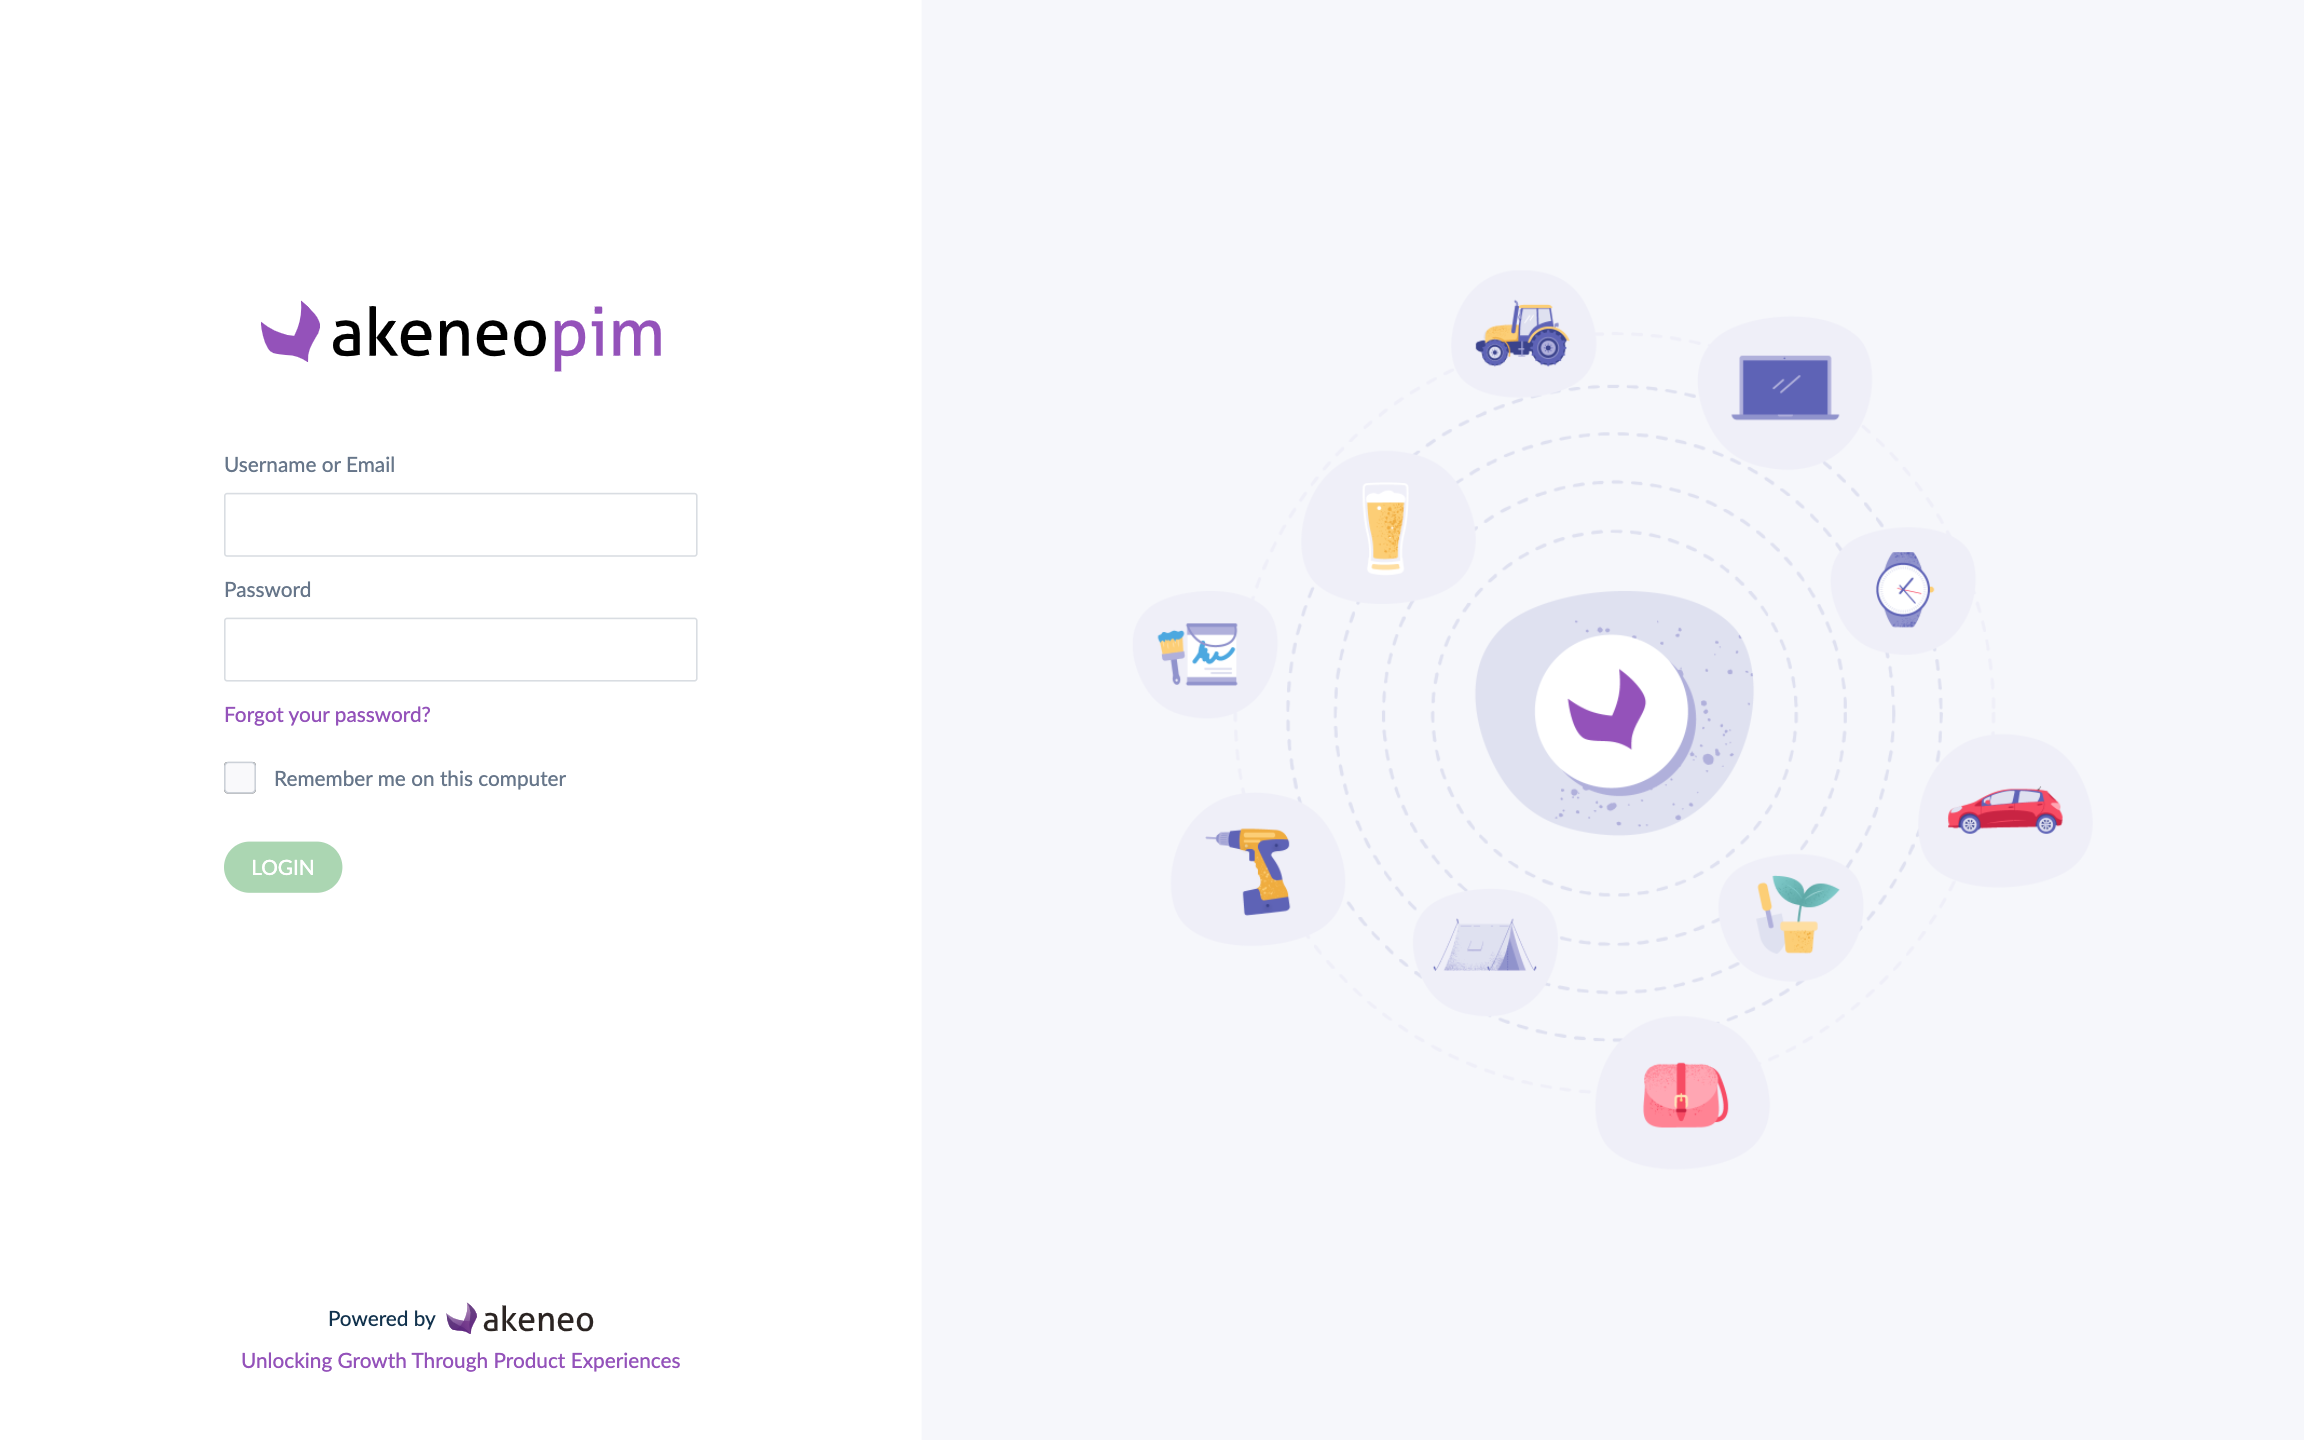 akeneopim
Username or Email
Password
Forgot your password?
Remember me on this computer
LOGIN
Powered by akeneo
Unlocking Growth Through Product Experiences